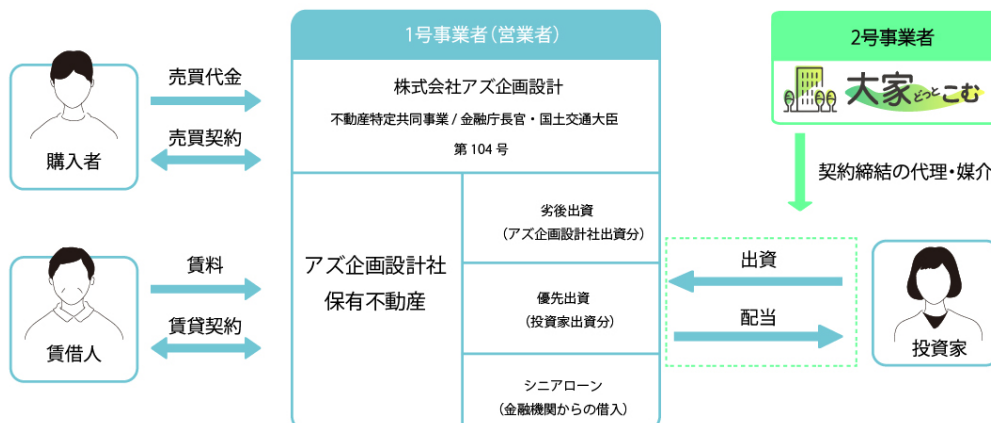 購入者
売買代金
売買契約
賃借人
賃料
賃貸契約
1号事業者(営業者)
株式会社アズ企画設計
不動産特定共同事業 / 金融庁長官・国土交通大臣
第 104 号
アズ企画設計社
保有不動産
劣後出資
(アズ企画設計社出資分)
優先出資
(投資家出資分)
シニアローン
(金融機関からの借入)
2号事業者
大家どっとこむ
契約締結の代理・媒介
出資
配当
投資家